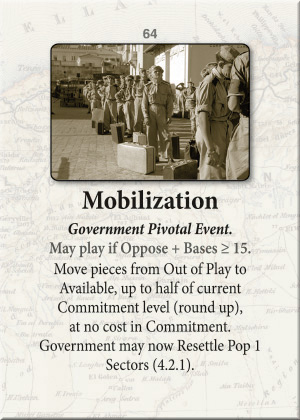 64
Mobilization
Government Pivotal Event.
May play if Oppose + Bases ≥ 15.
Move pieces from Out of Play to
Available, up to half of current
Commitment level (round up),
at no cost in Commitment.
Government may now Resettle Pop 1
Sectors (4.2.1).